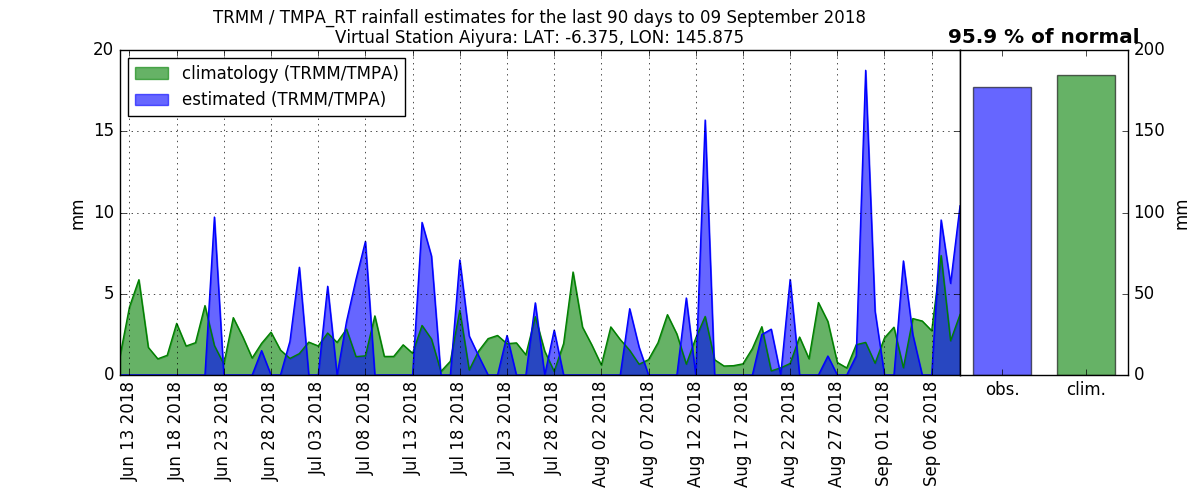 TRMM / TMPA_RT rainfall estimates for the last 90 days to 09 September 2018
Virtual Station Aiyura: LAT: -6.375, LON: 145.875
95.9 % of normal
climatology (TRMM/TMPA)
estimated (TRMM/TMPA)
20
15
10
5
0
mm
200
150
100
50
0
mm
Jun 13 2018
Jun 18 2018
Jun 23 2018
Jun 28 2018
Jul 03 2018
Jul 08 2018
Jul 13 2018
Jul 18 2018
Jul 23 2018
Jul 28 2018
Aug 02 2018
Aug 07 2018
Aug 12 2018
Aug 17 2018
Aug 22 2018
Aug 27 2018
Sep 01 2018
Sep 06 2018
obs.
clim.